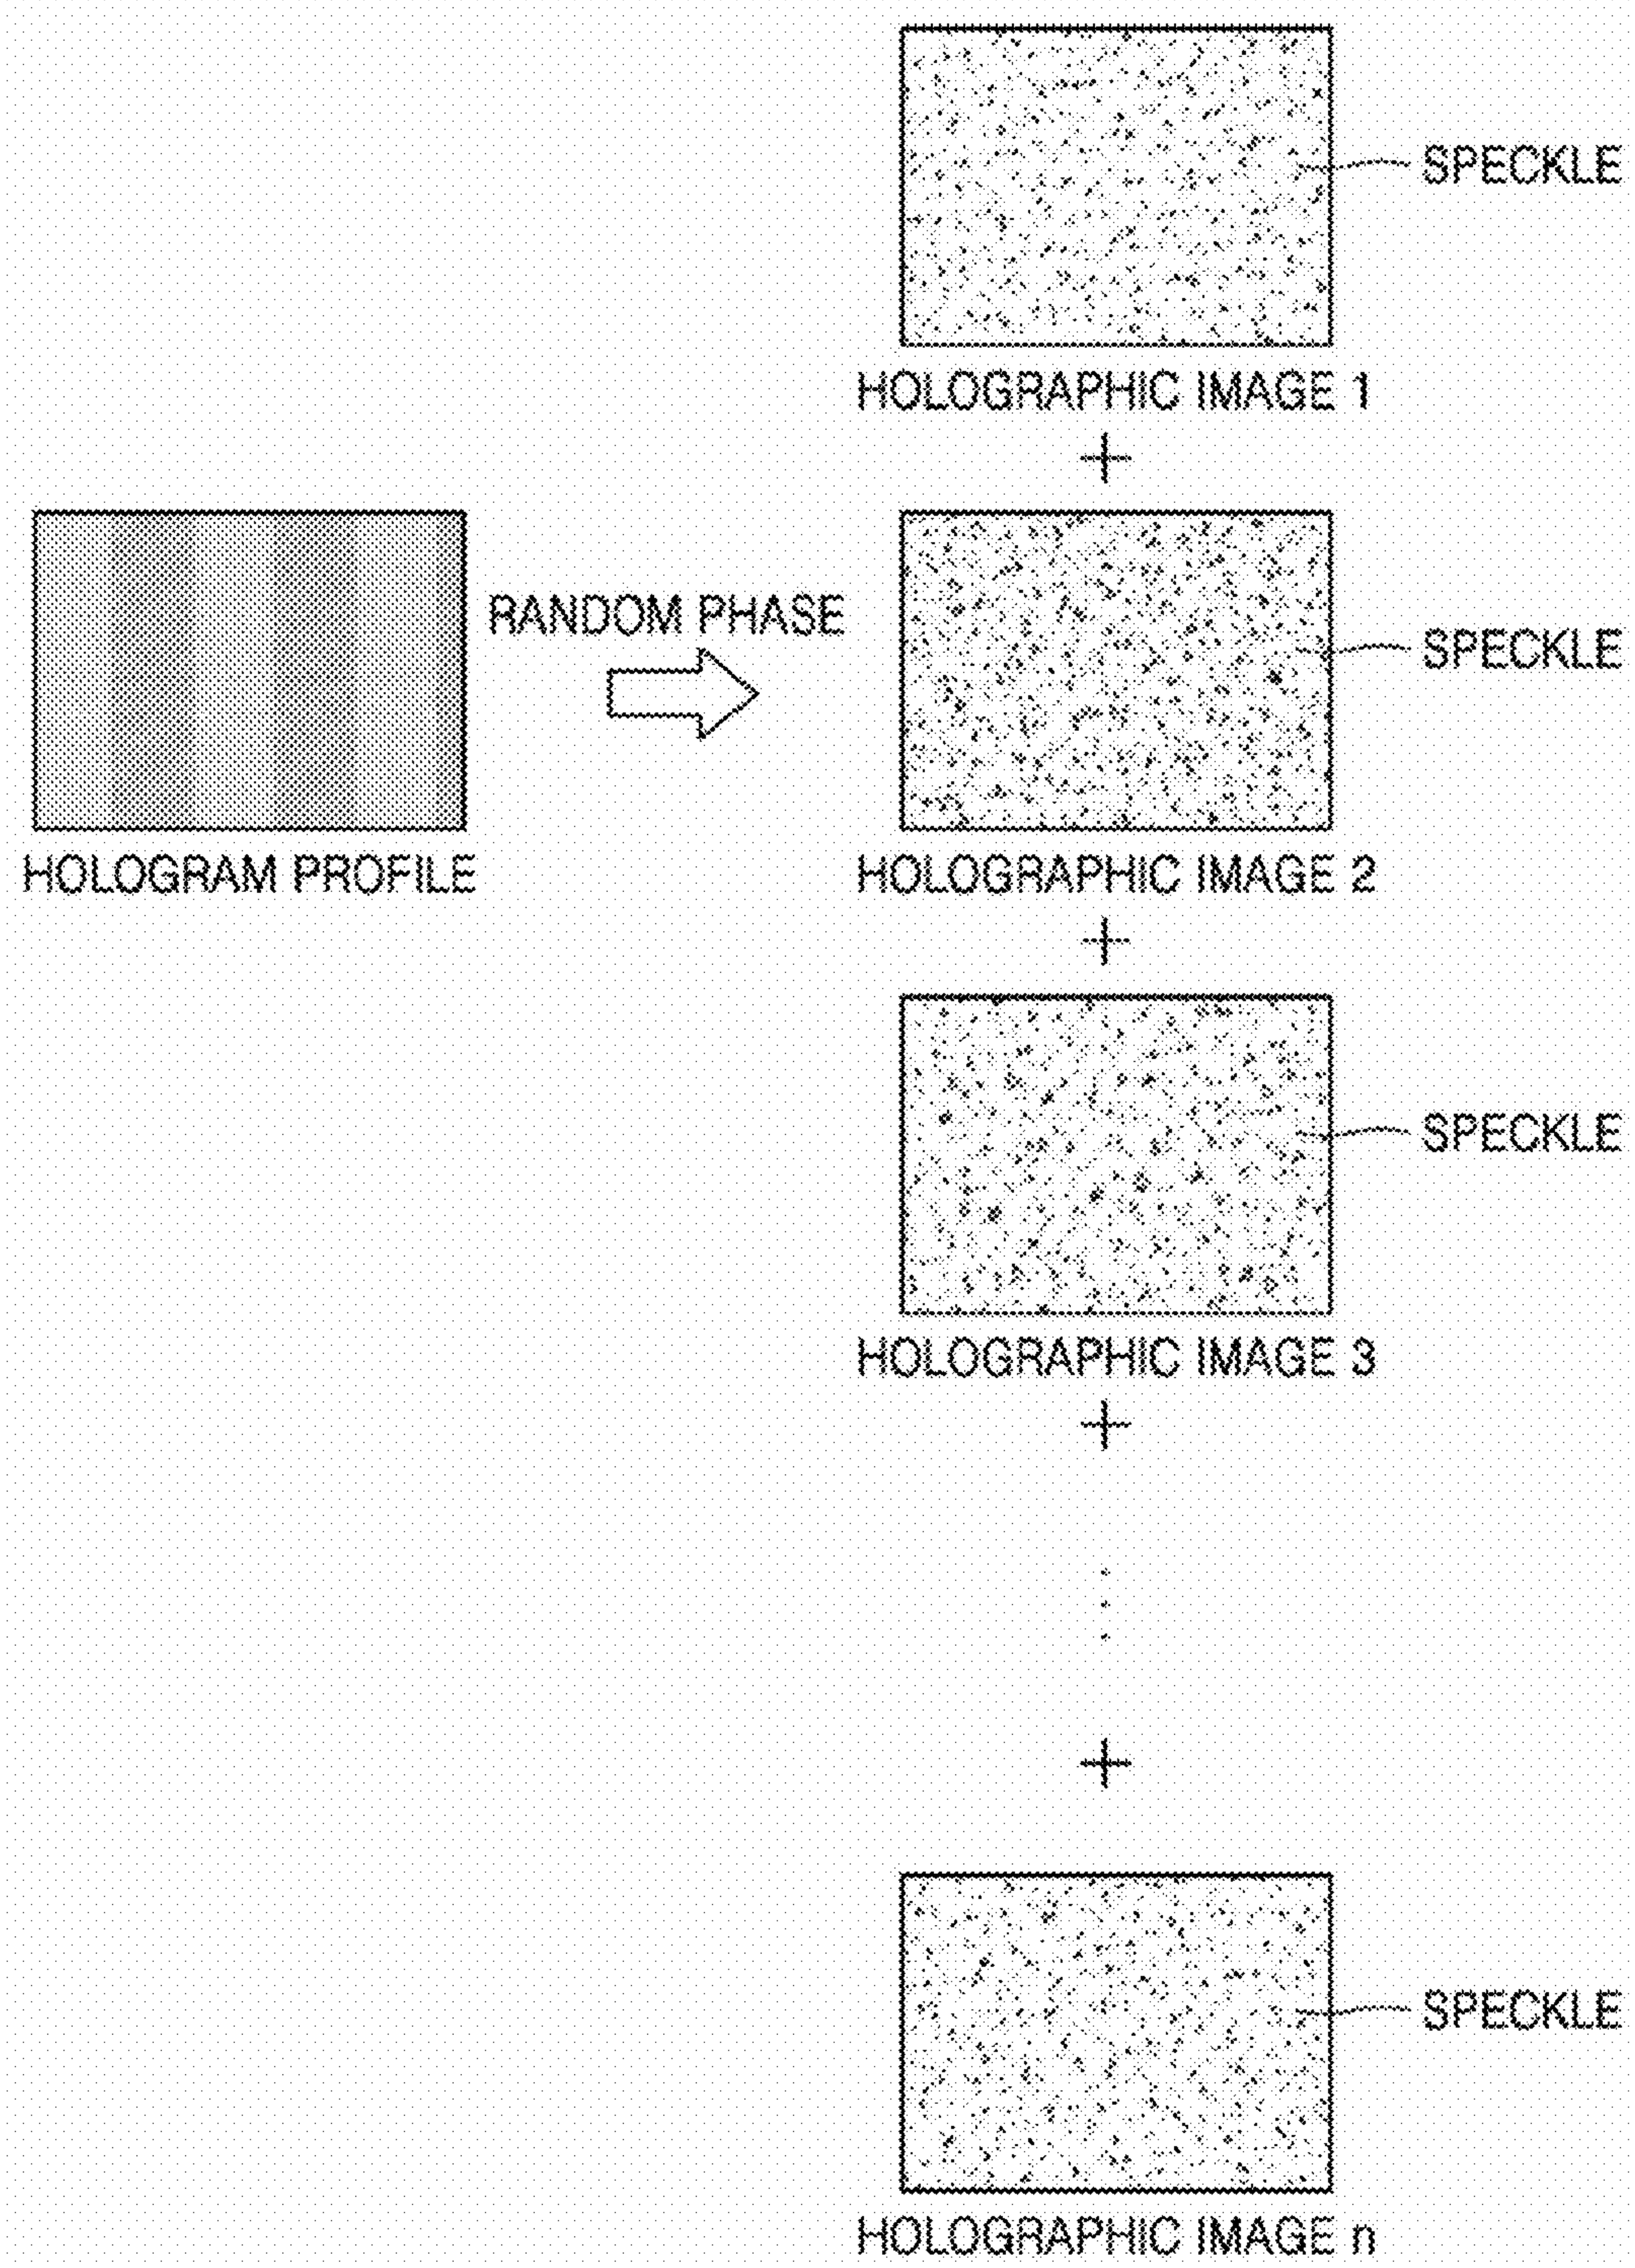 SPECKLE
HOLOGRAPHIC IMAGE 1
+
RANDOM PHASE
SPECKLE
HOLOGRAM PROFILE
HOLOGRAPHIC IMAGE 2
+
SPECKLE
HOLOGRAPHIC IMAGE 3
+
+
SPECKLE
HOLOGRAPHIC IMAGE n